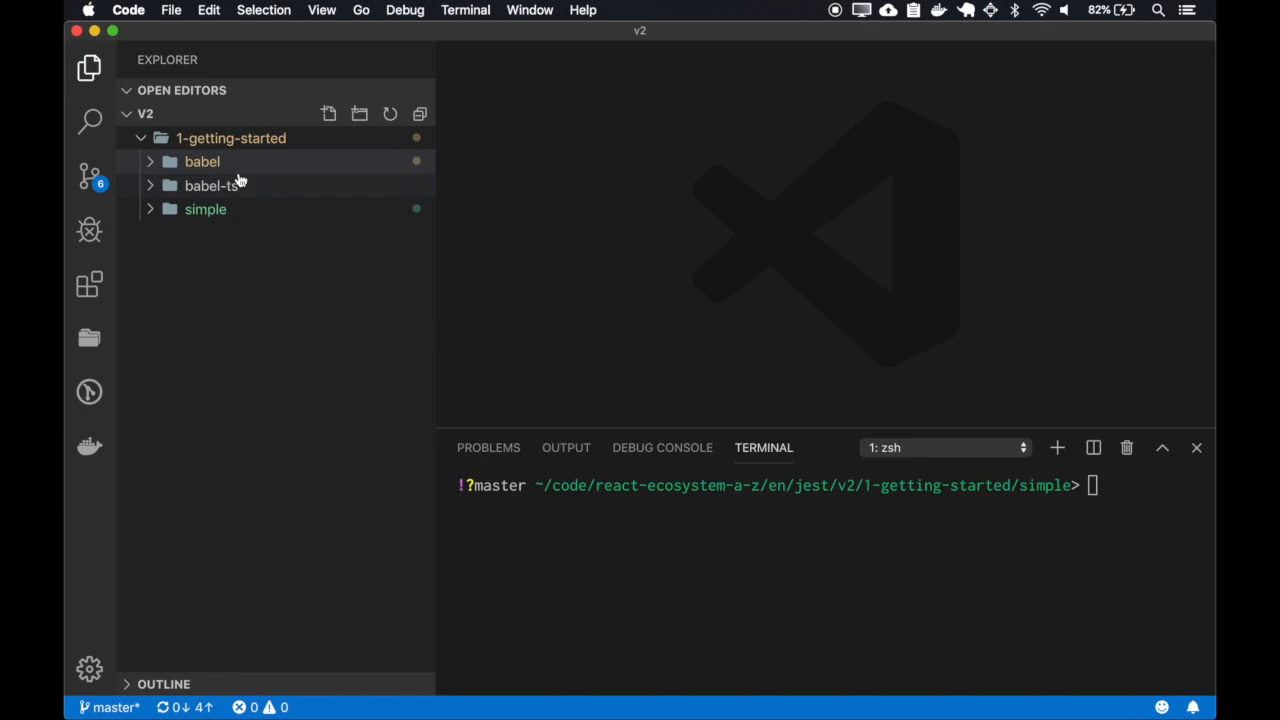 Code File Edit Selection View Go Debug Terminal Window Help 82%
v2
EXPLORER
OPEN EDITORS
V2
1-getting-started
babel
babel-ts
simple
6
PROBLEMS OUTPUT DEBUG CONSOLE TERMINAL 1: zsh
!?master ~/code/react-ecosystem-a-z/en/jest/v2/1-getting-started/simple>
OUTLINE
master* 0↓ 4↑ 0 0